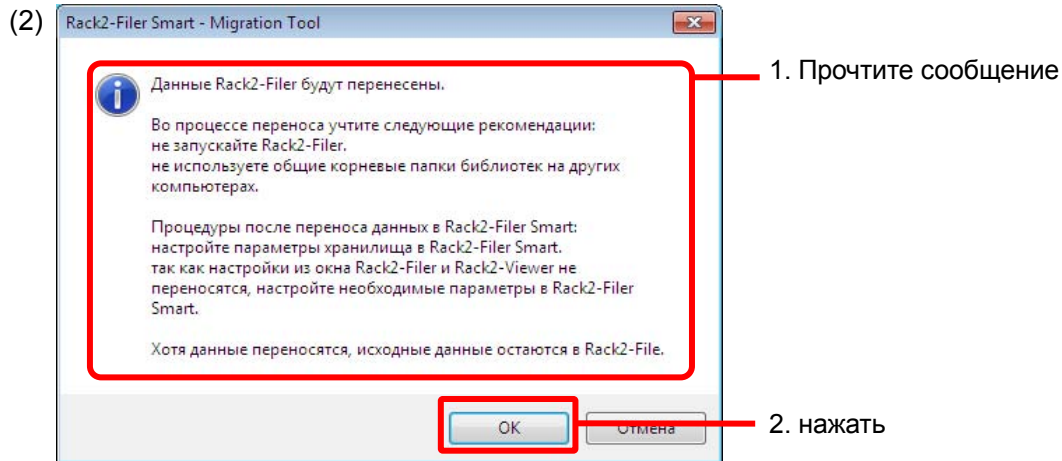 (2)
Rack2-Filer Smart - Migration Tool
Данные Rack2-Filer будут перенесены.
Во процессе переноса учтите следующие рекомендации:
не запускайте Rack2-Filer.
не используете общие корневые папки библиотек на других
компьютерах.
Процедуры после переноса данных в Rack2-Filer Smart:
настройте параметры хранилища в Rack2-Filer Smart.
так как настройки из окна Rack2-Filer и Rack2-Viewer не
переносятся, настройте необходимые параметры в Rack2-Filer
Smart.
Хотя данные переносятся, исходные данные остаются в Rack2-File.
1. Прочтите сообщение
OK
Отмена
2. нажать